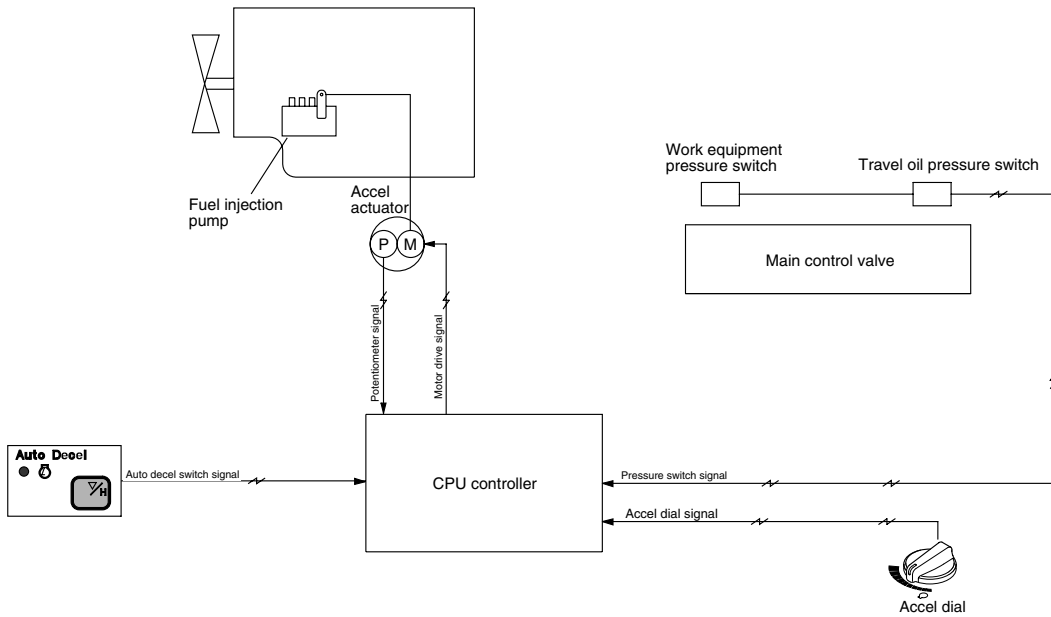 Work equipment
pressure switch
Travel oil pressure switch
Fuel injection
pump
Accel
actuator
P
M
Main control valve
Potentiometer signal
Motor drive signal
Auto Decel
H
Auto decel switch signal
CPU controller
Pressure switch signal
Accel dial signal
Accel dial